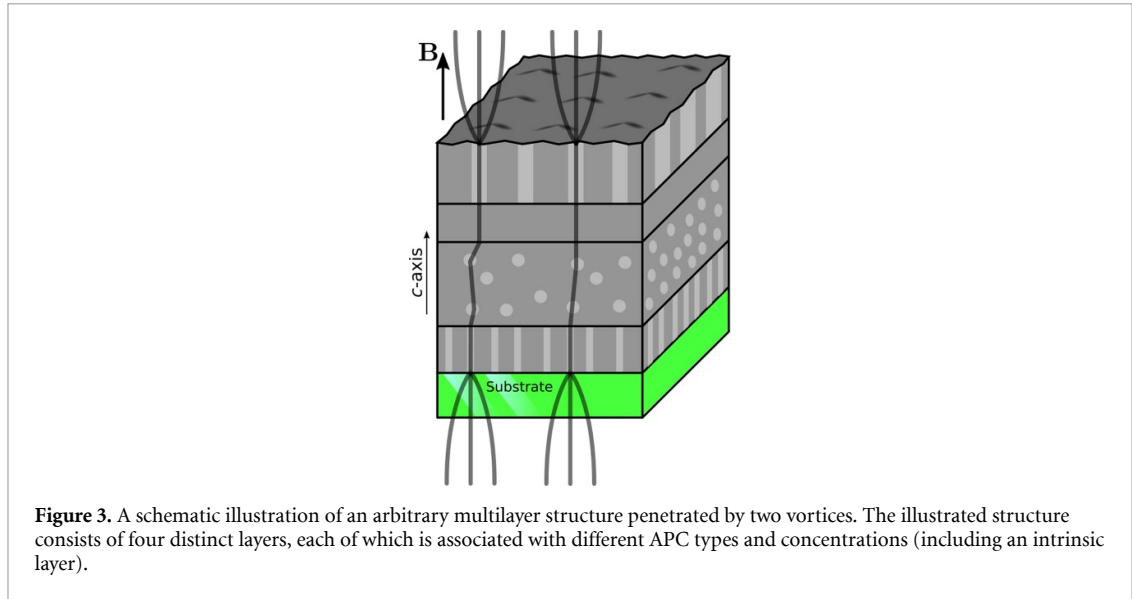 B
c-axis
Substrate
Figure 3. A schematic illustration of an arbitrary multilayer structure penetrated by two vortices. The illustrated structure
consists of four distinct layers, each of which is associated with different APC types and concentrations (including an intrinsic
layer).